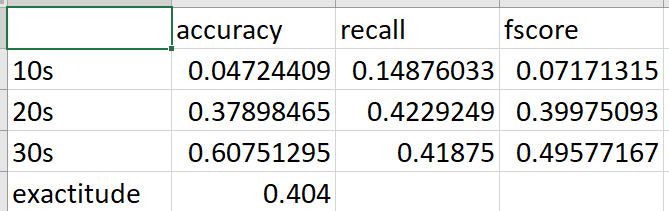 accuracy recall fscore
10s 0.04724409 0.14876033 0.07171315
20s 0.37898465 0.4229249 0.39975093
30s 0.60751295 0.41875 0.49577167
exactitude 0.404